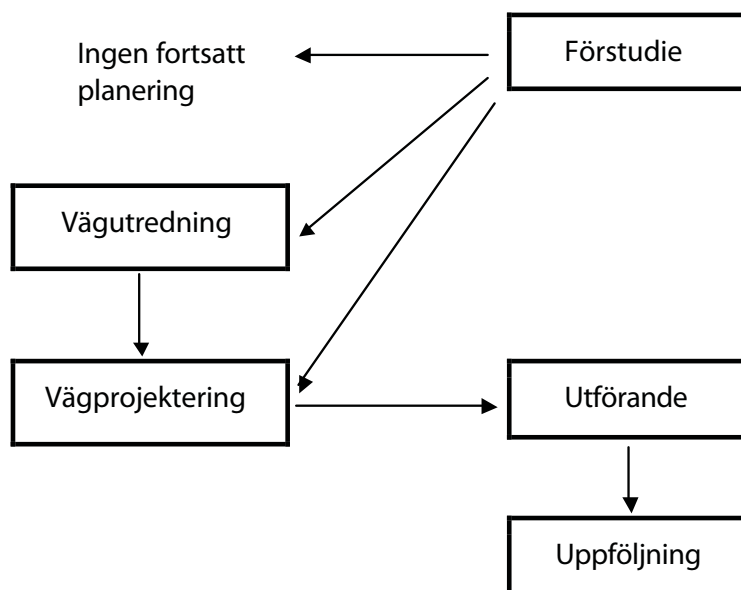 Ingen fortsatt
planering
Förstudie
Vägutredning
Vägprojektering
Utförande
Uppföljning